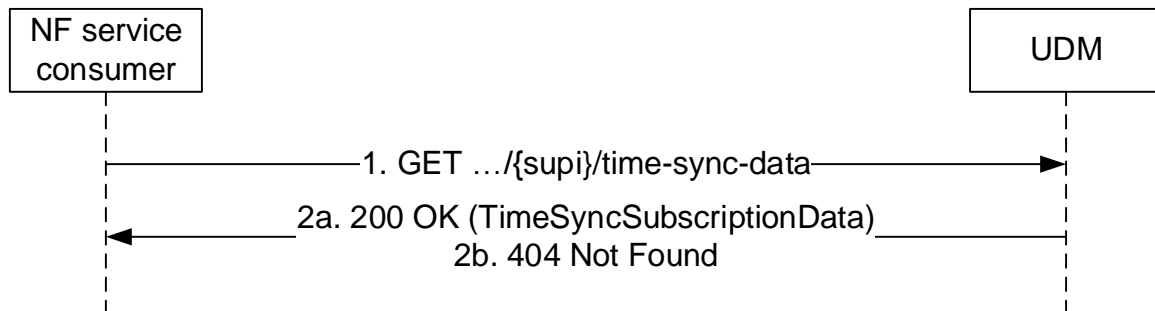 NF service
consumer
UDM
1. GET …/{supi}/time-sync-data
2a. 200 OK (TimeSyncSubscriptionData)
2b. 404 Not Found